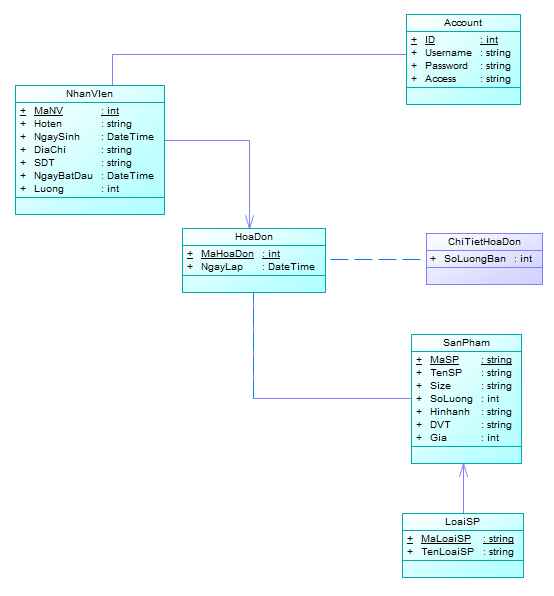 Account
+ ID : int
+ Username : string
+ Password : string
+ Access : string
NhanVIen
+ MaNV : int
+ Hoten : string
+ NgaySinh : DateTime
+ DiaChi : string
+ SDT : string
+ NgayBatDau : DateTime
+ Luong : int
HoaDon
+ MaHoaDon : int
+ NgayLap : DateTime
ChiTietHoaDon
+ SoLuongBan : int
SanPham
+ MaSP : string
+ TenSP : string
+ Size : string
+ SoLuong : int
+ Hinhanh : string
+ DVT : string
+ Gia : int
LoaiSP
+ MaLoaiSP : string
+ TenLoaiSP : string